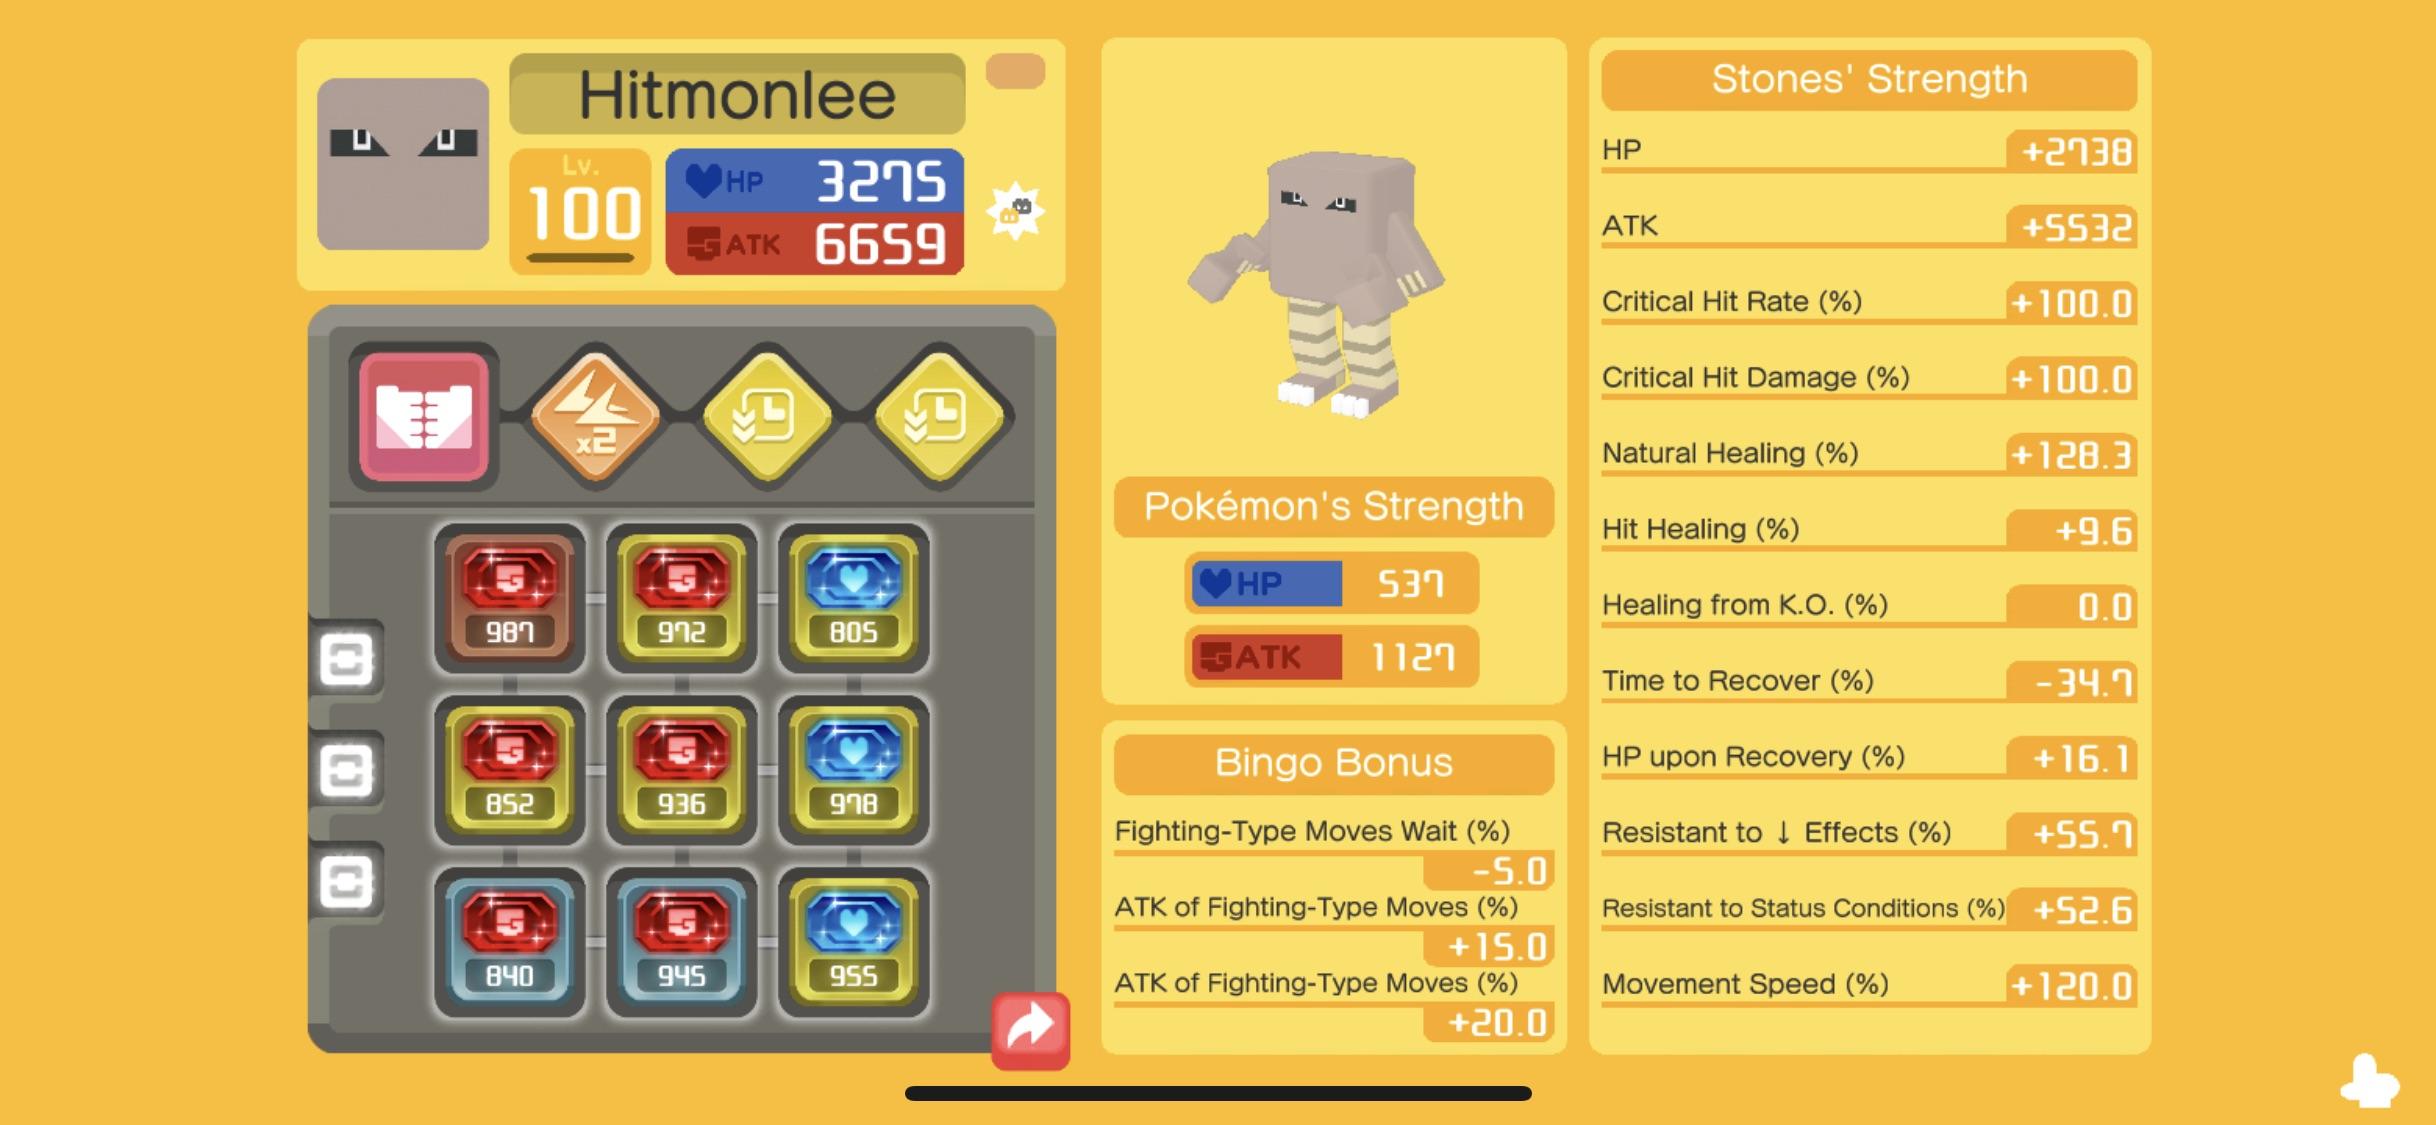 Hitmonlee
Lv.
100
HP 3275
ATK 6659
x2
987 972 805
852 936 978
840 945 955
Pokémon's Strength
HP 537
ATK 1127
Bingo Bonus
Fighting-Type Moves Wait (%)
-5.0
ATK of Fighting-Type Moves (%)
+15.0
ATK of Fighting-Type Moves (%)
+20.0
Stones' Strength
HP +2738
ATK +5532
Critical Hit Rate (%) +100.0
Critical Hit Damage (%) +100.0
Natural Healing (%) +128.3
Hit Healing (%) +9.6
Healing from K.O. (%) 0.0
Time to Recover (%) -34.7
HP upon Recovery (%) +16.1
Resistant to ↓ Effects (%) +55.7
Resistant to Status Conditions (%) +52.6
Movement Speed (%) +120.0